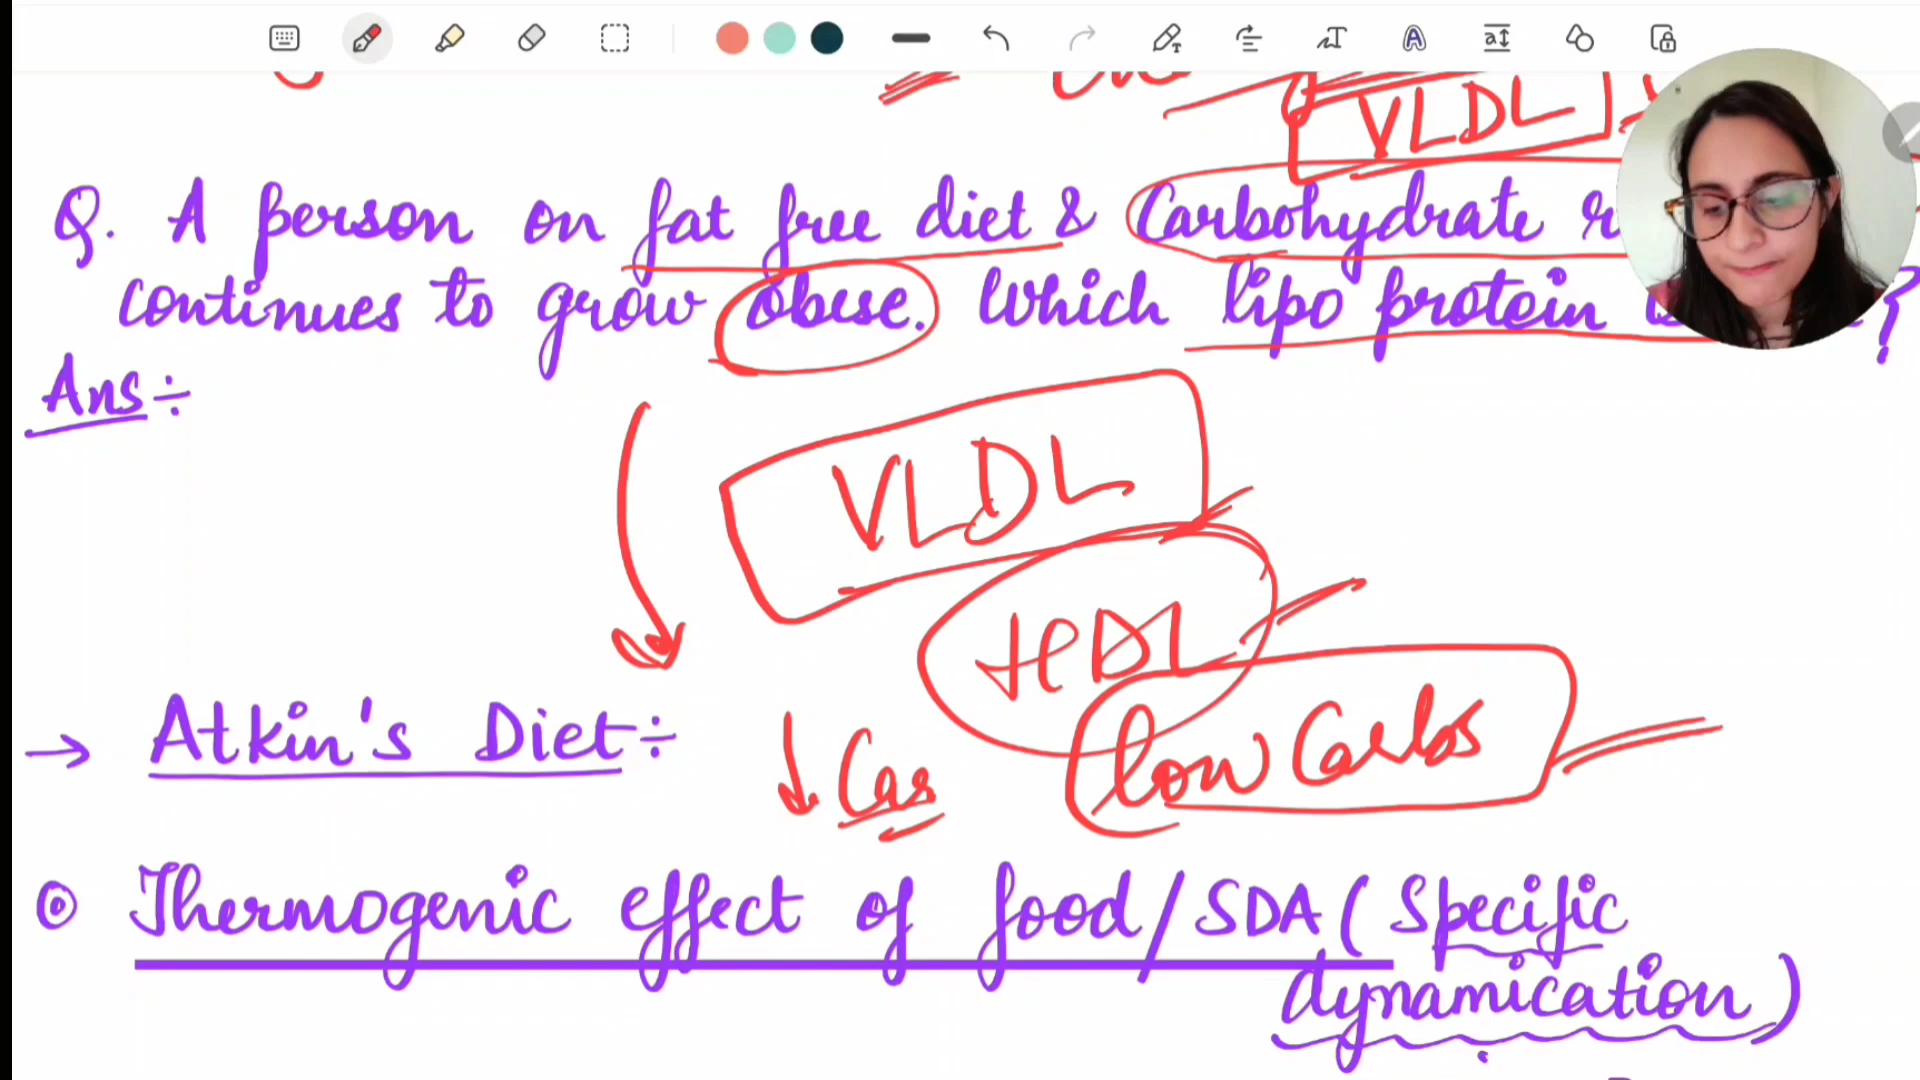 VLDL
Q. A person on fat free diet & Carbohydrate
continues to grow obese. Which lipo protein ?
Ans÷
VLDL
HDL
→ Atkin's Diet÷ ↓ Car low Carbs
⊙ Thermogenic effect of food/SDA (Specific
dynamication)